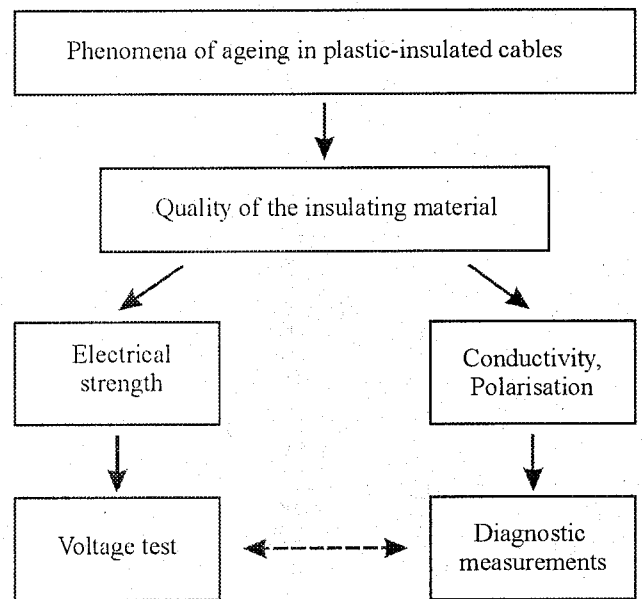 Phenomena of ageing in plastic-insulated cables
Quality of the insulating material
Electrical
strength
Conductivity,
Polarisation
Voltage test
Diagnostic
measurements